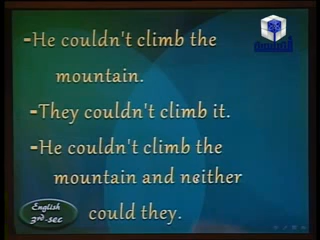 -He couldn't climb the
mountain.
-They couldn't climb it.
-He couldn't climb the
mountain and neither
could they.
English
3rd-sec